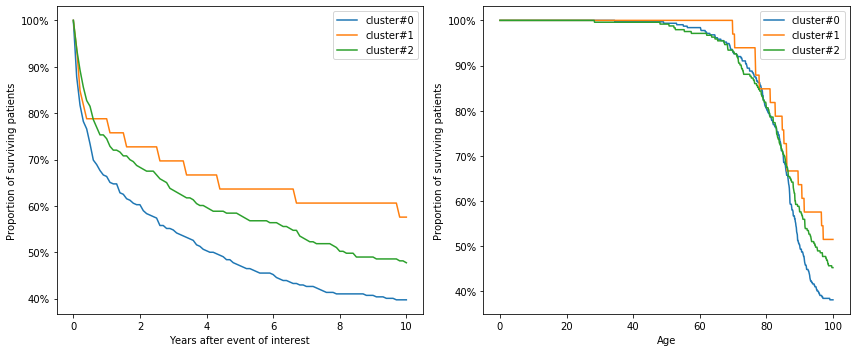 100%
90%
80%
70%
60%
50%
40%
0
2
4
6
8
10
Years after event of interest
Proportion of surviving patients
cluster#0
cluster#1
cluster#2
100%
90%
80%
70%
60%
50%
40%
0
20
40
60
80
100
Age
Proportion of surviving patients
cluster#0
cluster#1
cluster#2